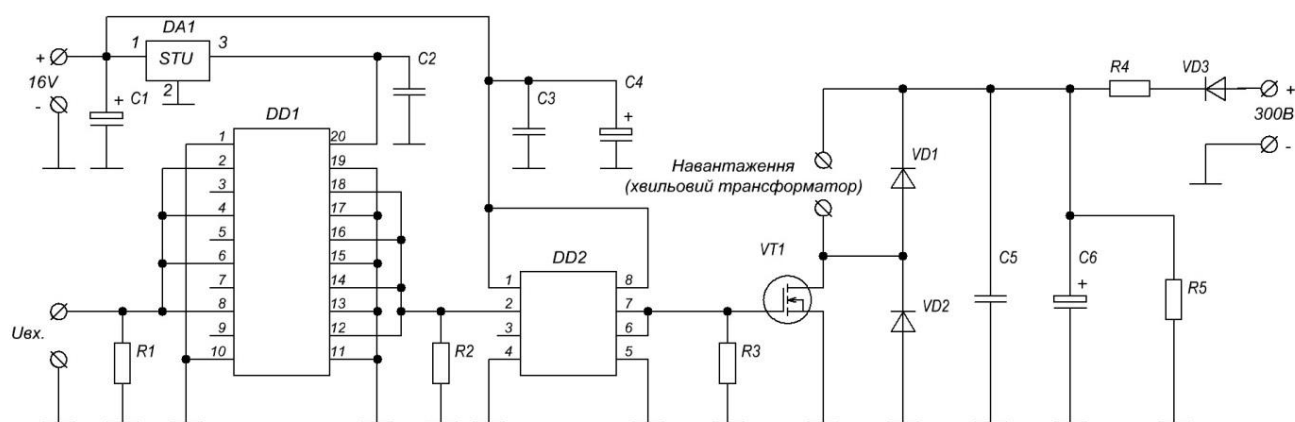 DA1
1 STU 3
2
+
16V
-
C1
+
C2
C3
C4
+
DD1
1 20
2 19
3 18
4 17
5 16
6 15
7 14
8 13
9 12
10 11
Uвх.
R1
R2
DD2
1 8
2 7
3 6
4 5
R3
VT1
Навантаження
(хвильовий трансформатор)
VD1
VD2
C5
C6
+
R4
VD3
+
300В
-
R5